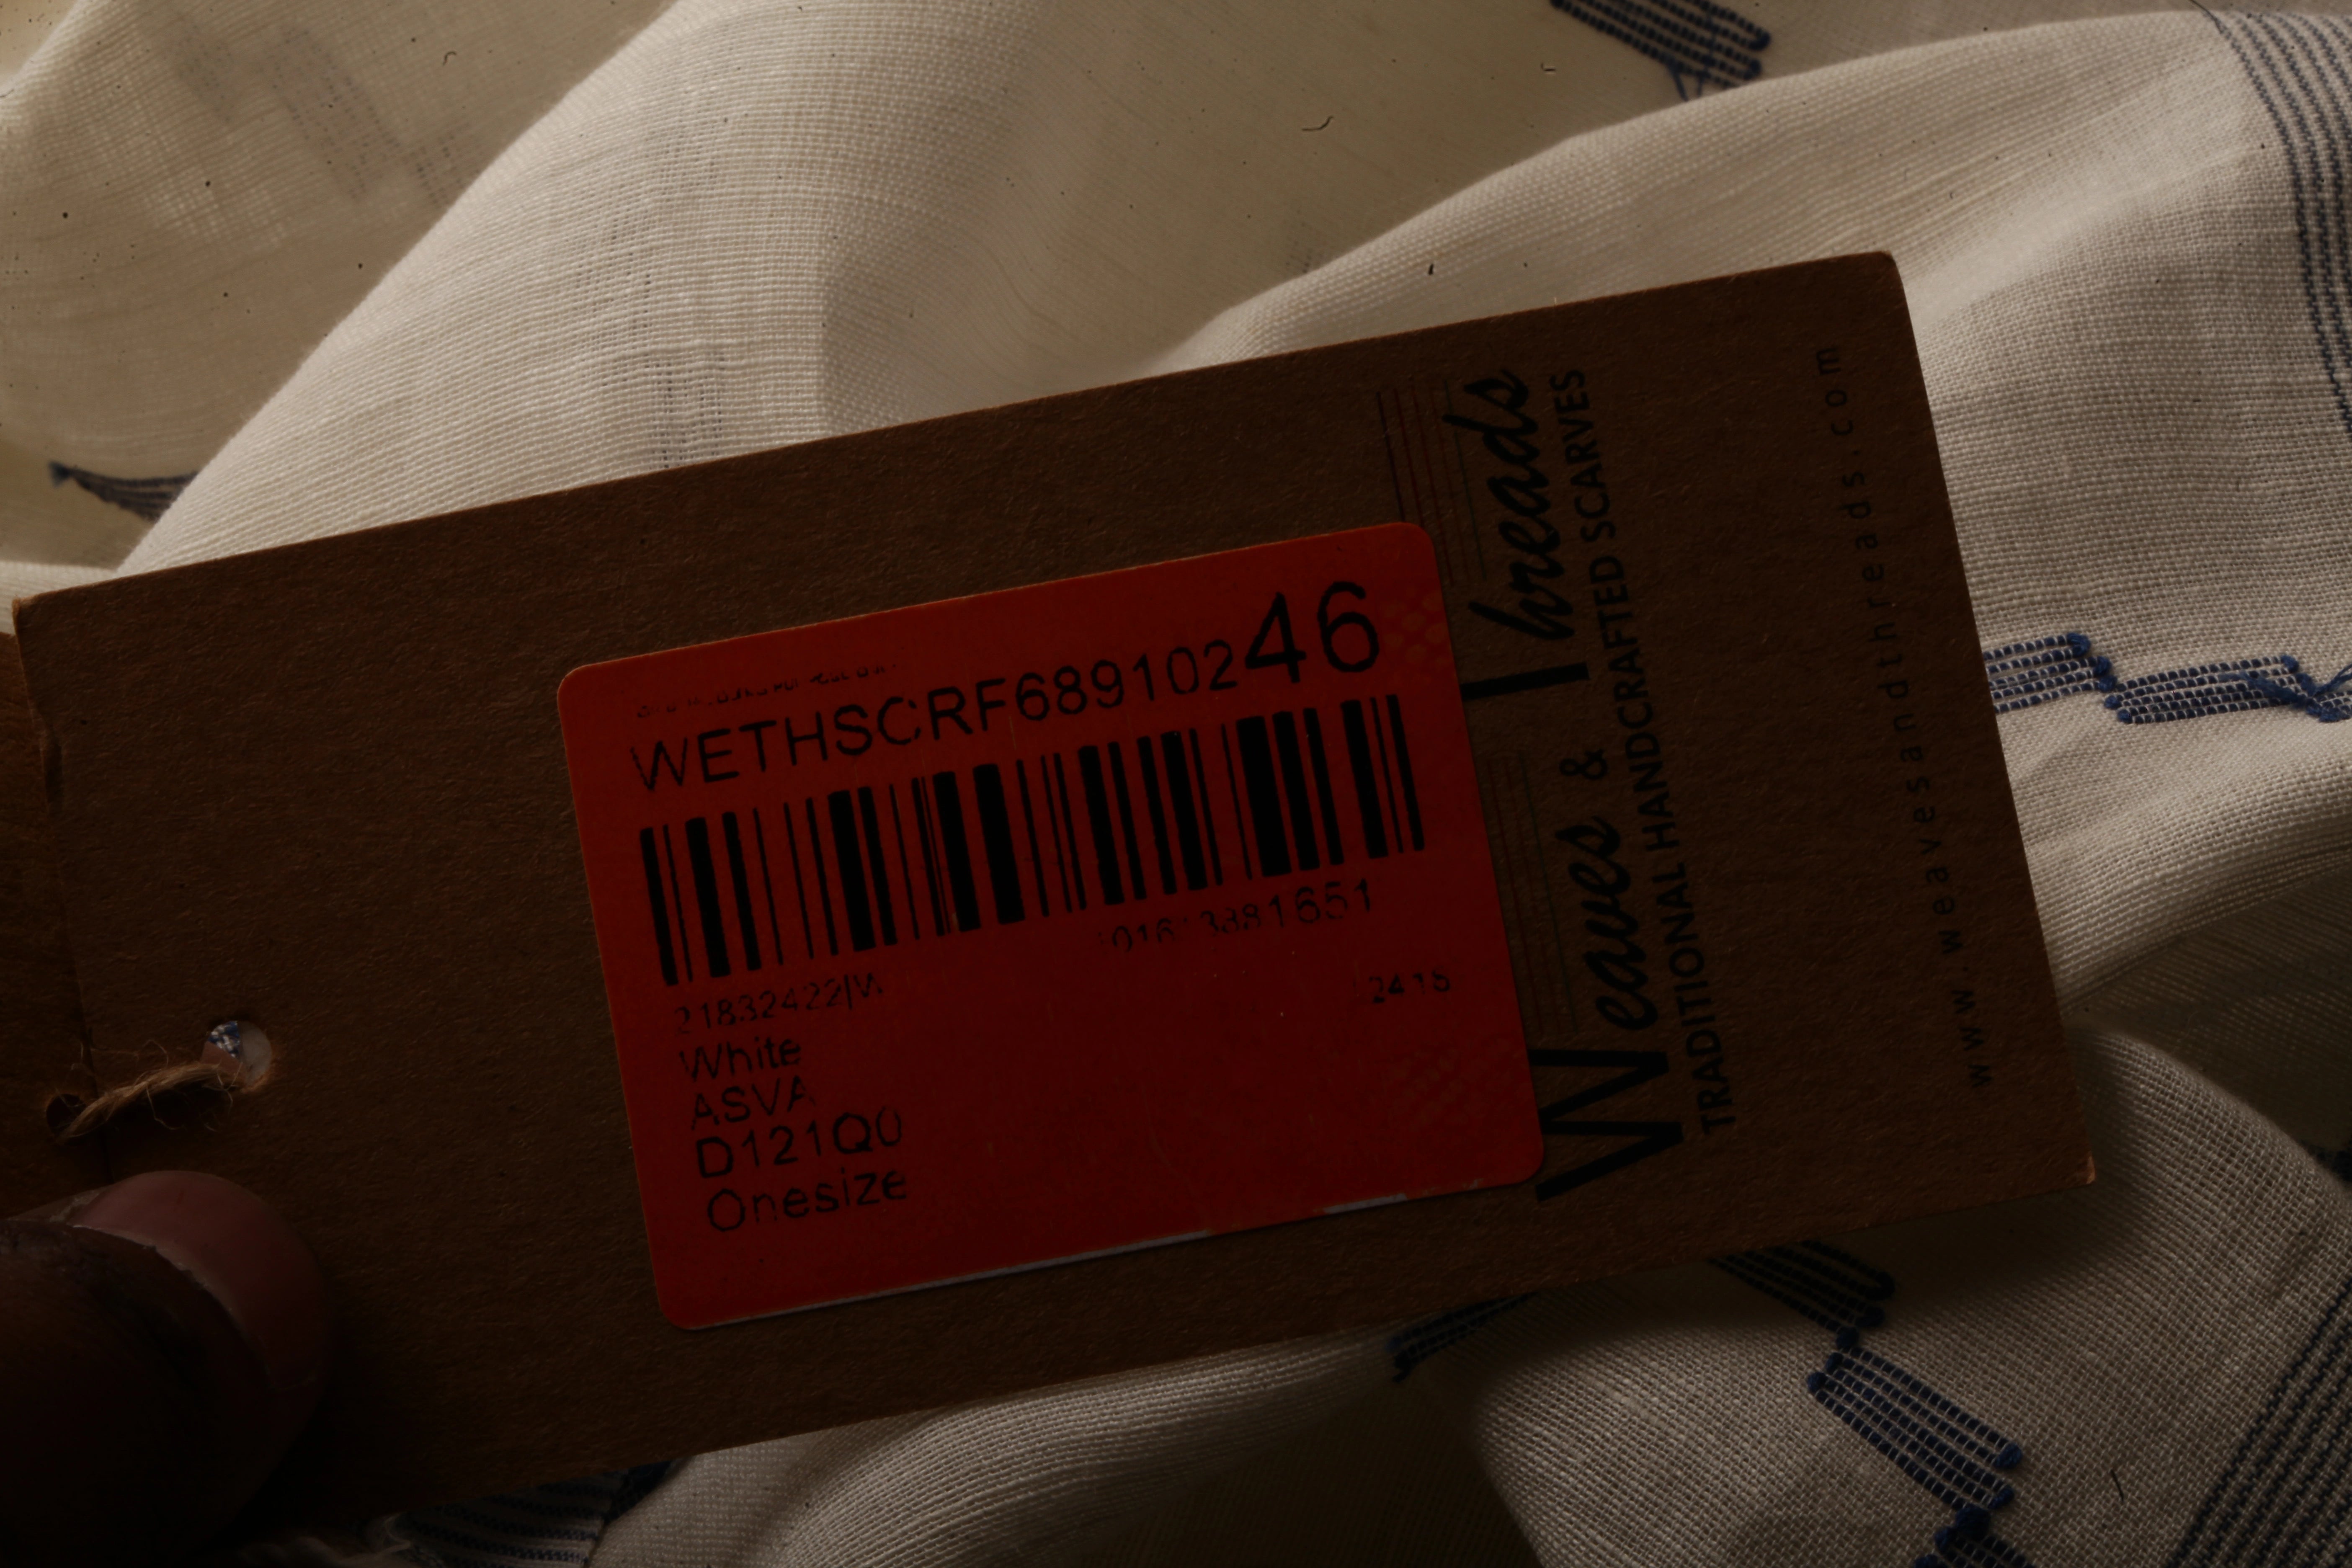 WETHSCRF68910246
21832422|W
White
ASVA
D121Q0
Onesize
Weaves & Threads
TRADITIONAL HANDCRAFTED SCARVES
www.weavesandthreads.com